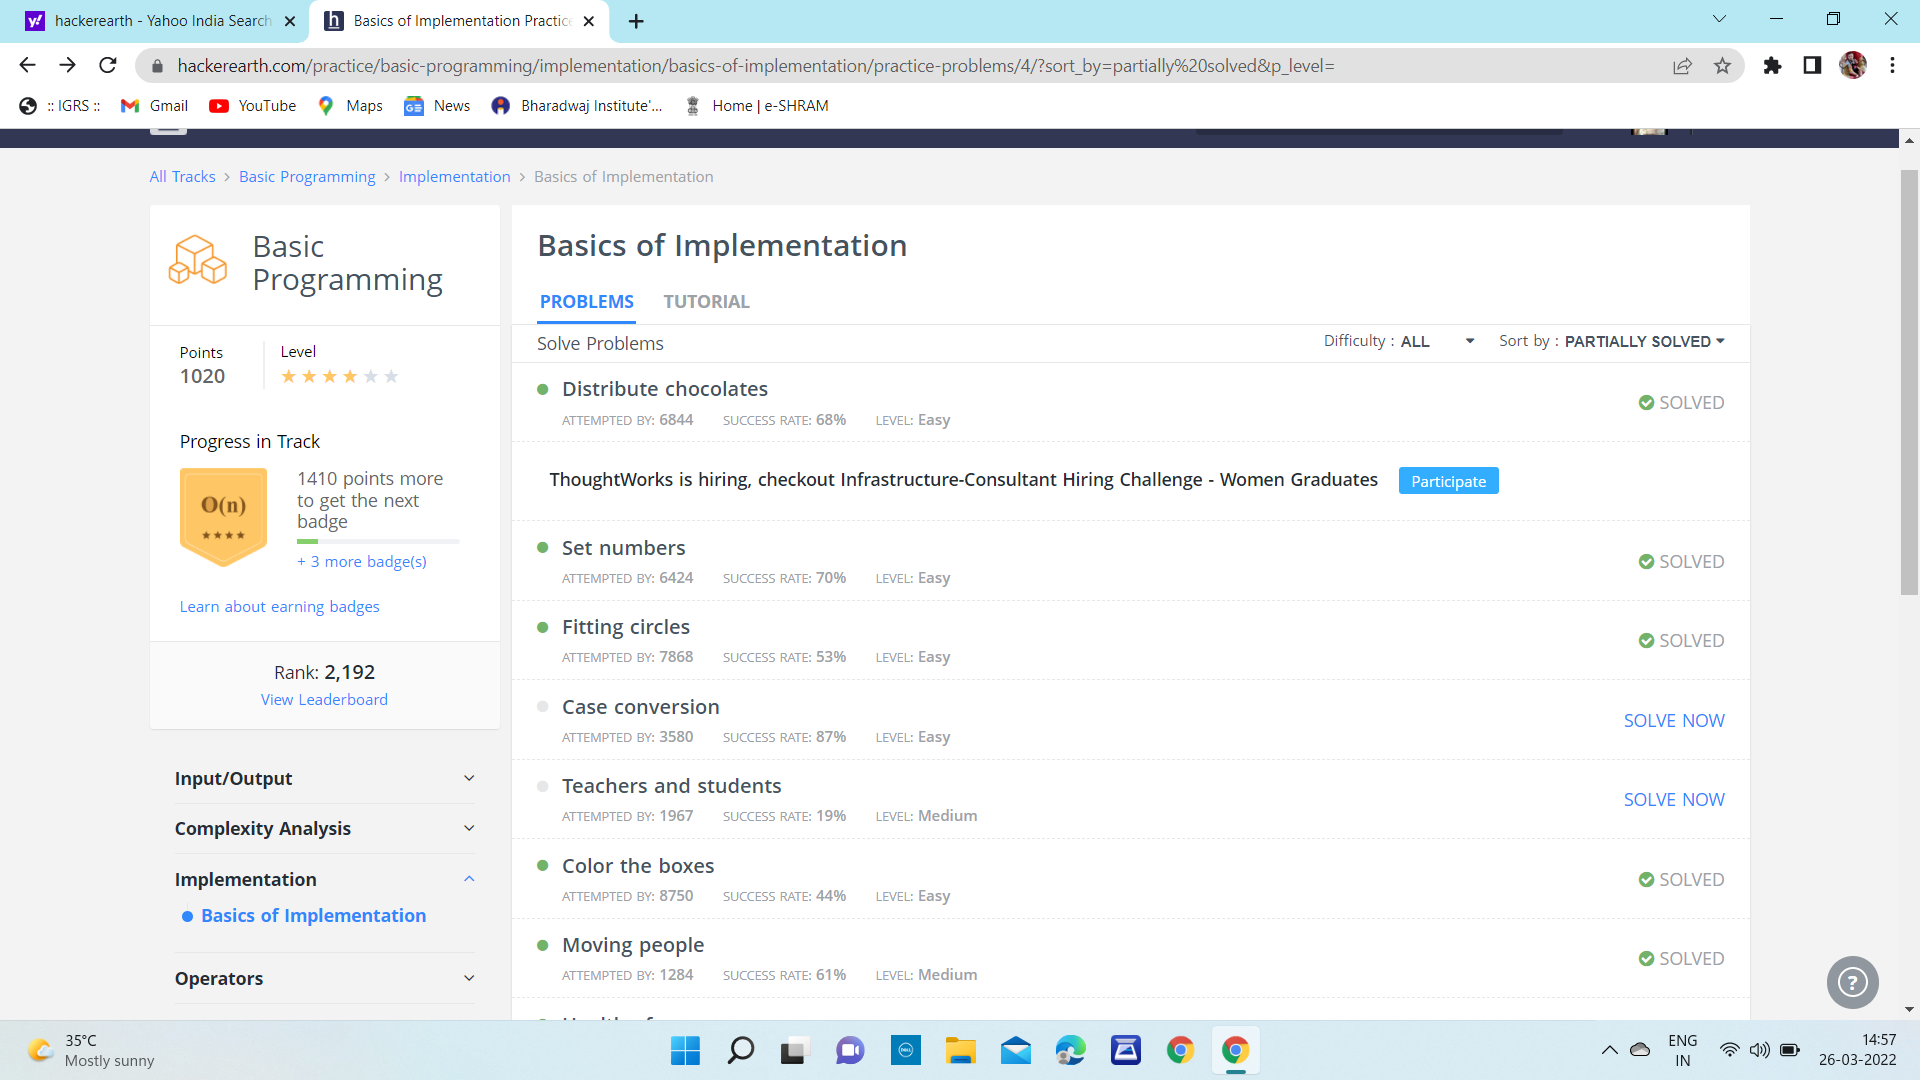 hackerearth - Yahoo India Search
Basics of Implementation Practice
hackerearth.com/practice/basic-programming/implementation/basics-of-implementation/practice-problems/4/?sort_by=partially%20solved&p_level=
:: IGRS ::
Gmail
YouTube
Maps
News
Bharadwaj Institute'...
Home | e-SHRAM
All Tracks > Basic Programming > Implementation > Basics of Implementation
Basic
Programming
Points
1020
Level
Progress in Track
O(n)
1410 points more
to get the next
badge
+ 3 more badge(s)
Learn about earning badges
Rank: 2,192
View Leaderboard
Input/Output
Complexity Analysis
Implementation
Basics of Implementation
Operators
Basics of Implementation
PROBLEMS TUTORIAL
Solve Problems
Difficulty : ALL
Sort by : PARTIALLY SOLVED
Distribute chocolates
ATTEMPTED BY: 6844 SUCCESS RATE: 68% LEVEL: Easy
SOLVED
ThoughtWorks is hiring, checkout Infrastructure-Consultant Hiring Challenge - Women Graduates
Participate
Set numbers
ATTEMPTED BY: 6424 SUCCESS RATE: 70% LEVEL: Easy
SOLVED
Fitting circles
ATTEMPTED BY: 7868 SUCCESS RATE: 53% LEVEL: Easy
SOLVED
Case conversion
ATTEMPTED BY: 3580 SUCCESS RATE: 87% LEVEL: Easy
SOLVE NOW
Teachers and students
ATTEMPTED BY: 1967 SUCCESS RATE: 19% LEVEL: Medium
SOLVE NOW
Color the boxes
ATTEMPTED BY: 8750 SUCCESS RATE: 44% LEVEL: Easy
SOLVED
Moving people
ATTEMPTED BY: 1284 SUCCESS RATE: 61% LEVEL: Medium
SOLVED
?
35°C
Mostly sunny
ENG
IN
14:57
26-03-2022